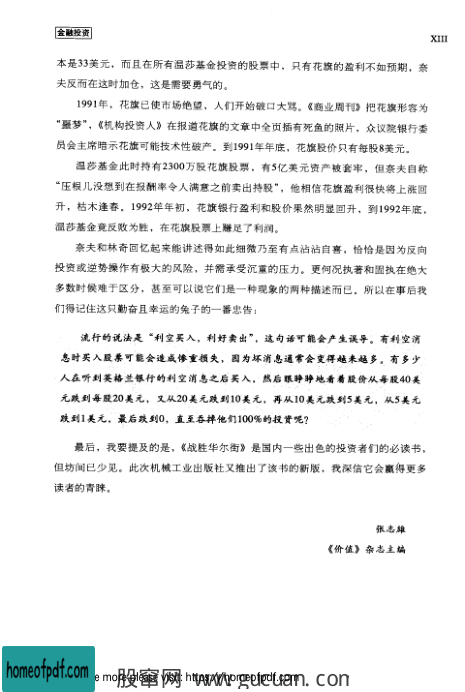 金融投资
XIII
本是33美元，而且在所有温莎基金投资的股票中，只有花旗的盈利不如预期，奈
夫反而在这时加仓，这是需要勇气的。
1991年，花旗已使市场绝望，人们开始破口大骂。《商业周刊》把花旗形容为
“噩梦”，《机构投资人》在报道花旗的文章中全页插有死鱼的照片，众议院银行委
员会主席暗示花旗可能技术性破产。到1991年年底，花旗股价只有每股8美元。
温莎基金此时持有2300万股花旗股票，有5亿美元资产被套牢，但奈夫自称
“压根儿没想到在报酬率令人满意之前卖出持股”，他相信花旗盈利很快将上涨回
升，枯木逢春。1992年年初，花旗银行盈利和股价果然明显回升，到1992年底，
温莎基金竟反败为胜，在花旗股票上赚足了利润。
奈夫和林奇回忆起来能讲述得如此细微乃至有点沾沾自喜，恰恰是因为反向
投资或逆势操作有极大的风险，并需承受沉重的压力。更何况执著和固执在绝大
多数时候难于区分，甚至可以说它们是一种现象的两种描述而已。所以在事后我
们得记住这只勤奋且幸运的兔子的一番忠告：
流行的说法是“利空买入，利好卖出”，这句话可能会产生误导。有利空消
息时买入股票可能会造成惨重损失，因为坏消息通常会变得越来越多。有多少
人在听到英格兰银行的利空消息之后买入，然后眼睁睁地看着股价从每股40美
元跌到每股20美元，又从20美元跌到10美元，再从10美元跌到5美元，从5美元
跌到1美元，最后跌到0，直至吞掉他们100%的投资呢？
最后，我要提及的是，《战胜华尔街》是国内一些出色的投资者们的必读书，
但坊间已少见。此次机械工业出版社又推出了该书的新版，我深信它会赢得更多
读者的青睐。
张志雄
《价值》杂志主编
homeofpdf.com
e more please visit: https://homeofpdf.com
股窜网 www.gucuan.com